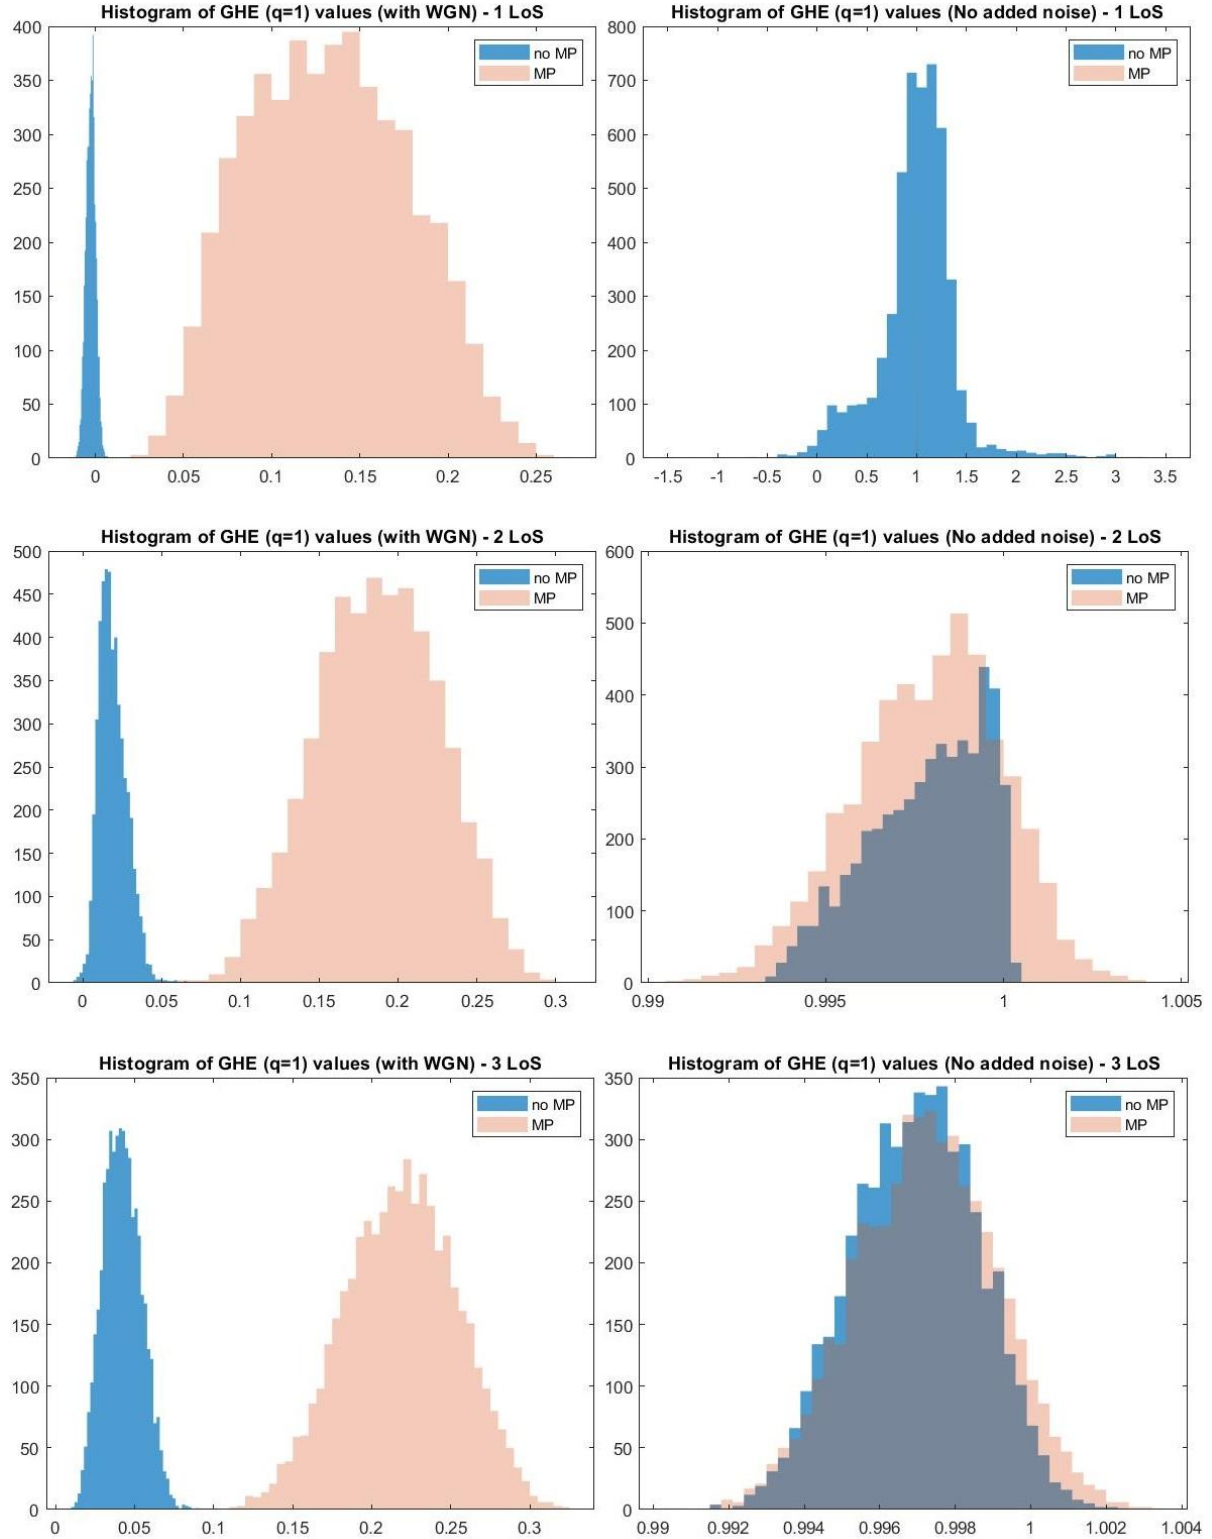 Histogram of GHE (q=1) values (with WGN) - 1 LoS
400
350
300
250
200
150
100
50
0
0 0.05 0.1 0.15 0.2 0.25
no MP
MP
Histogram of GHE (q=1) values (No added noise) - 1 LoS
800
700
600
500
400
300
200
100
0
-1.5 -1 -0.5 0 0.5 1 1.5 2 2.5 3 3.5
no MP
MP
Histogram of GHE (q=1) values (with WGN) - 2 LoS
500
450
400
350
300
250
200
150
100
50
0
0 0.05 0.1 0.15 0.2 0.25 0.3
no MP
MP
Histogram of GHE (q=1) values (No added noise) - 2 LoS
600
500
400
300
200
100
0
0.99 0.995 1 1.005
no MP
MP
Histogram of GHE (q=1) values (with WGN) - 3 LoS
350
300
250
200
150
100
50
0
0 0.05 0.1 0.15 0.2 0.25 0.3
no MP
MP
Histogram of GHE (q=1) values (No added noise) - 3 LoS
350
300
250
200
150
100
50
0
0.99 0.992 0.994 0.996 0.998 1 1.002 1.004
no MP
MP